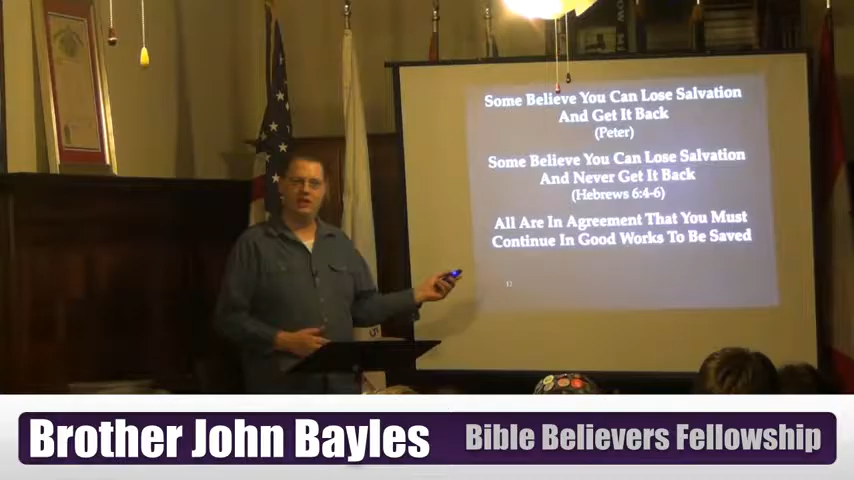 Some Believe You Can Lose Salvation
And Get It Back
(Peter)
Some Believe You Can Lose Salvation
And Never Get It Back
(Hebrews 6:4-6)
All Are In Agreement That You Must
Continue In Good Works To Be Saved
5
Brother John Bayles
Bible Believers Fellowship